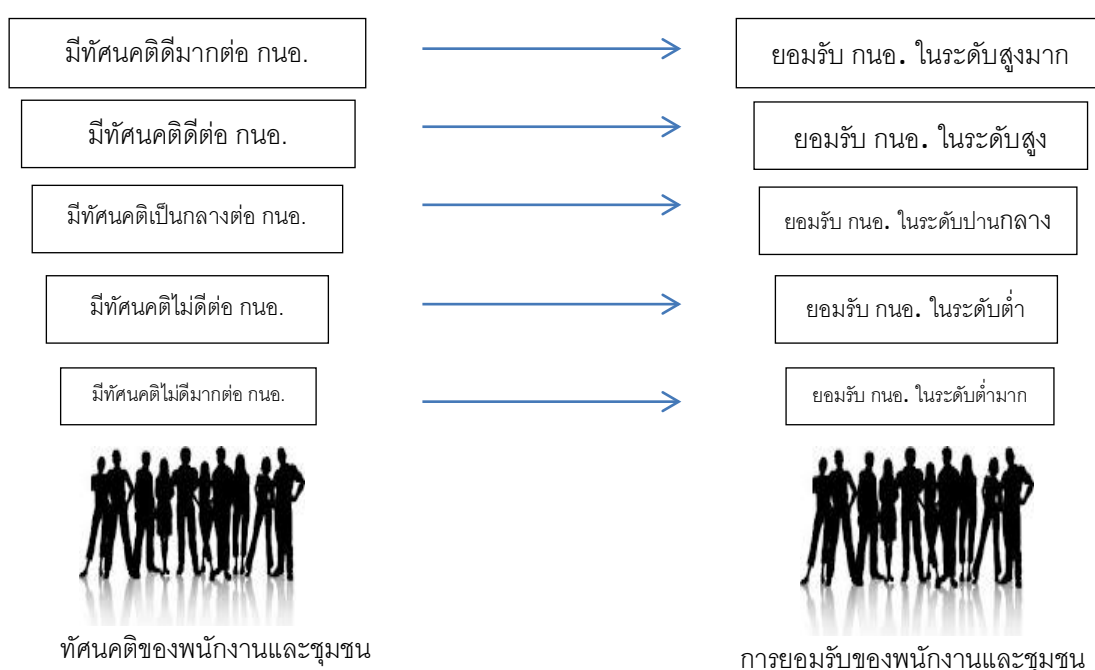 มีทัศนคติดีมากต่อ กนอ.
ยอมรับ กนอ. ในระดับสูงมาก
มีทัศนคติดีต่อ กนอ.
ยอมรับ กนอ. ในระดับสูง
มีทัศนคติเป็นกลางต่อ กนอ.
ยอมรับ กนอ. ในระดับปานกลาง
มีทัศนคติไม่ดีต่อ กนอ.
ยอมรับ กนอ. ในระดับต่ำ
มีทัศนคติไม่ดีมากต่อ กนอ.
ยอมรับ กนอ. ในระดับต่ำมาก
ทัศนคติของพนักงานและชุมชน
การยอมรับของพนักงานและชุมชน